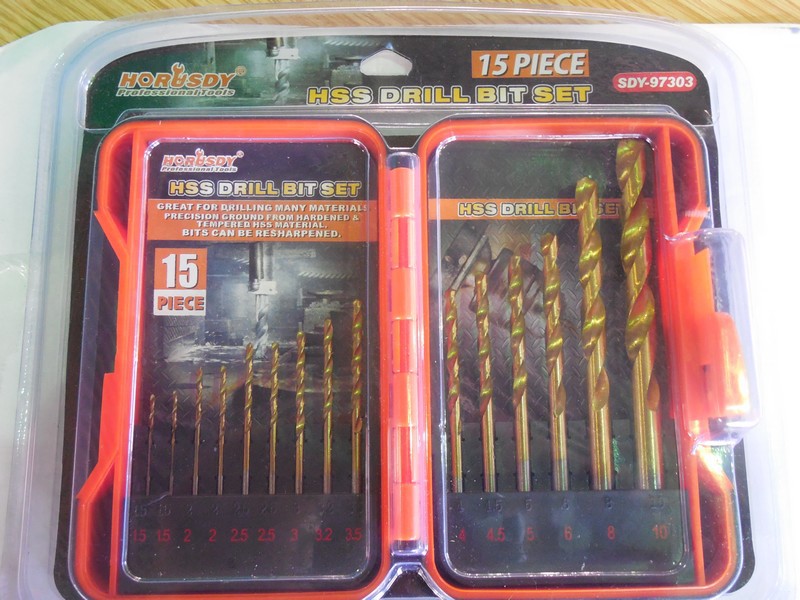 HORUSDY®
Professional Tools
15 PIECE
HSS DRILL BIT SET
SDY-97303
HORUSDY®
Professional Tools
HSS DRILL BIT SET
GREAT FOR DRILLING MANY MATERIALS
PRECISION GROUND FROM HARDENED &
TEMPERED HSS MATERIAL.
BITS CAN BE RESHARPENED.
15
PIECE
1.5 1.5 2 2 2.5 2.5 3 3.2 3.5
HSS DRILL BIT SET
4 4.5 5 6 8 10